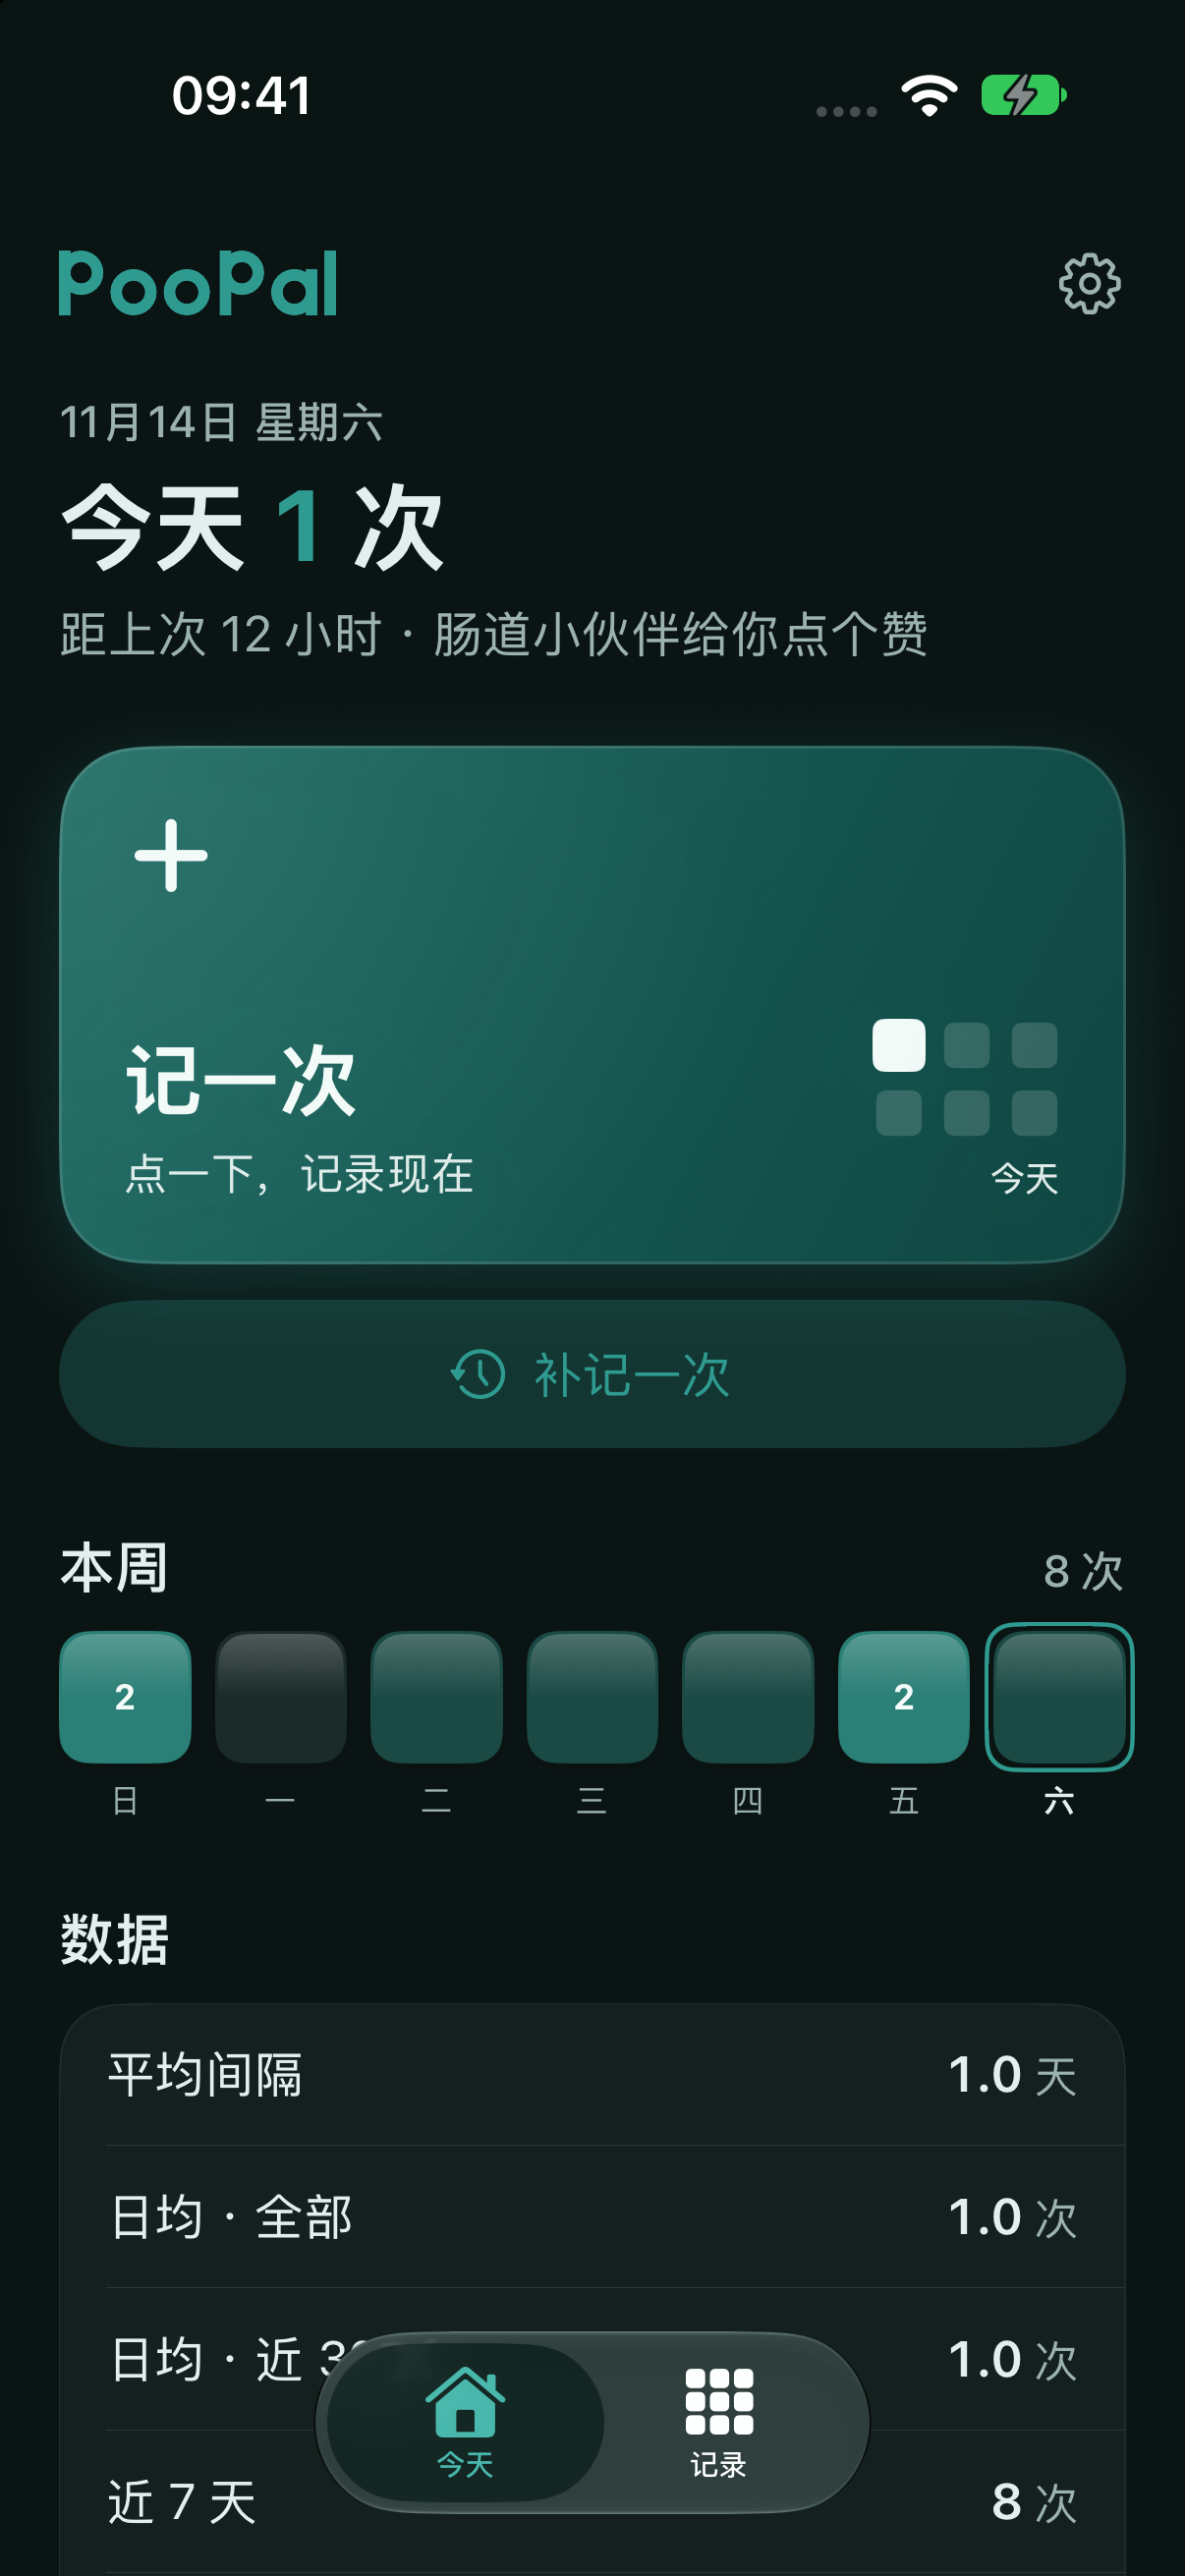 09:41
PooPal
11月14日 星期六
今天 1 次
距上次 12 小时 · 肠道小伙伴给你点个赞
记一次
点一下，记录现在
今天
补记一次
本周
8 次
2
2
日 一 二 三 四 五 六
数据
平均间隔 1.0 天
日均 · 全部 1.0 次
日均 · 近 1.0 次
近 7 天 8 次
今天
记录